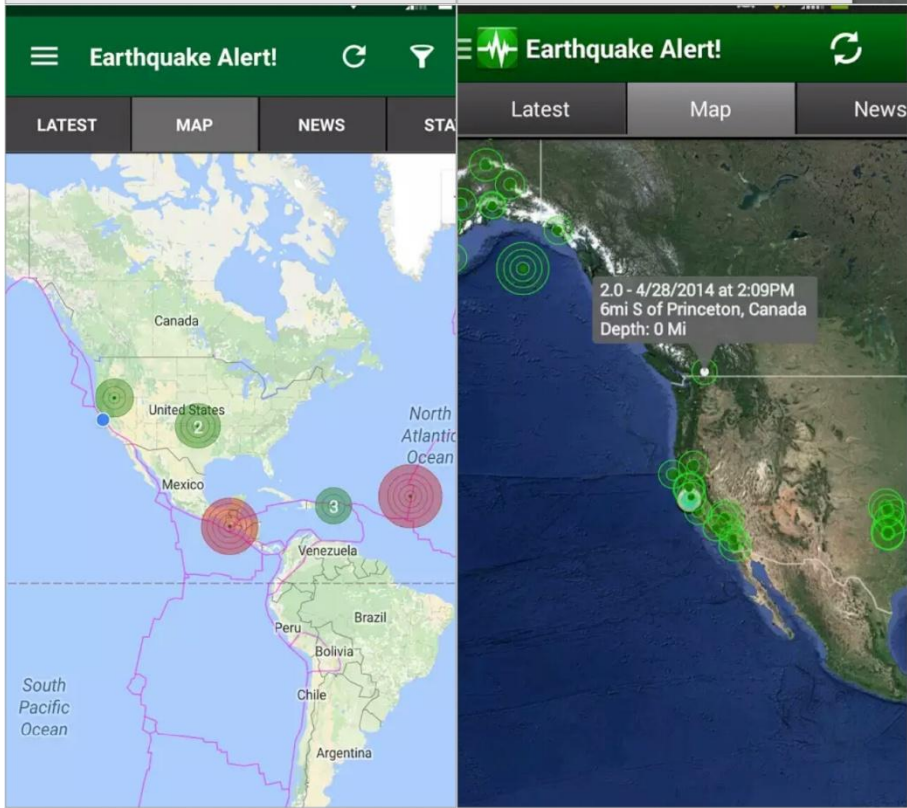 Earthquake Alert!
LATEST
MAP
NEWS
STA
Canada
United States
2
North
Atlantic
Ocean
Mexico
3
Venezuela
Brazil
Peru
Bolivia
South
Pacific
Ocean
Chile
Argentina
Earthquake Alert!
Latest
Map
News
2.0 - 4/28/2014 at 2:09PM
6mi S of Princeton, Canada
Depth: 0 Mi